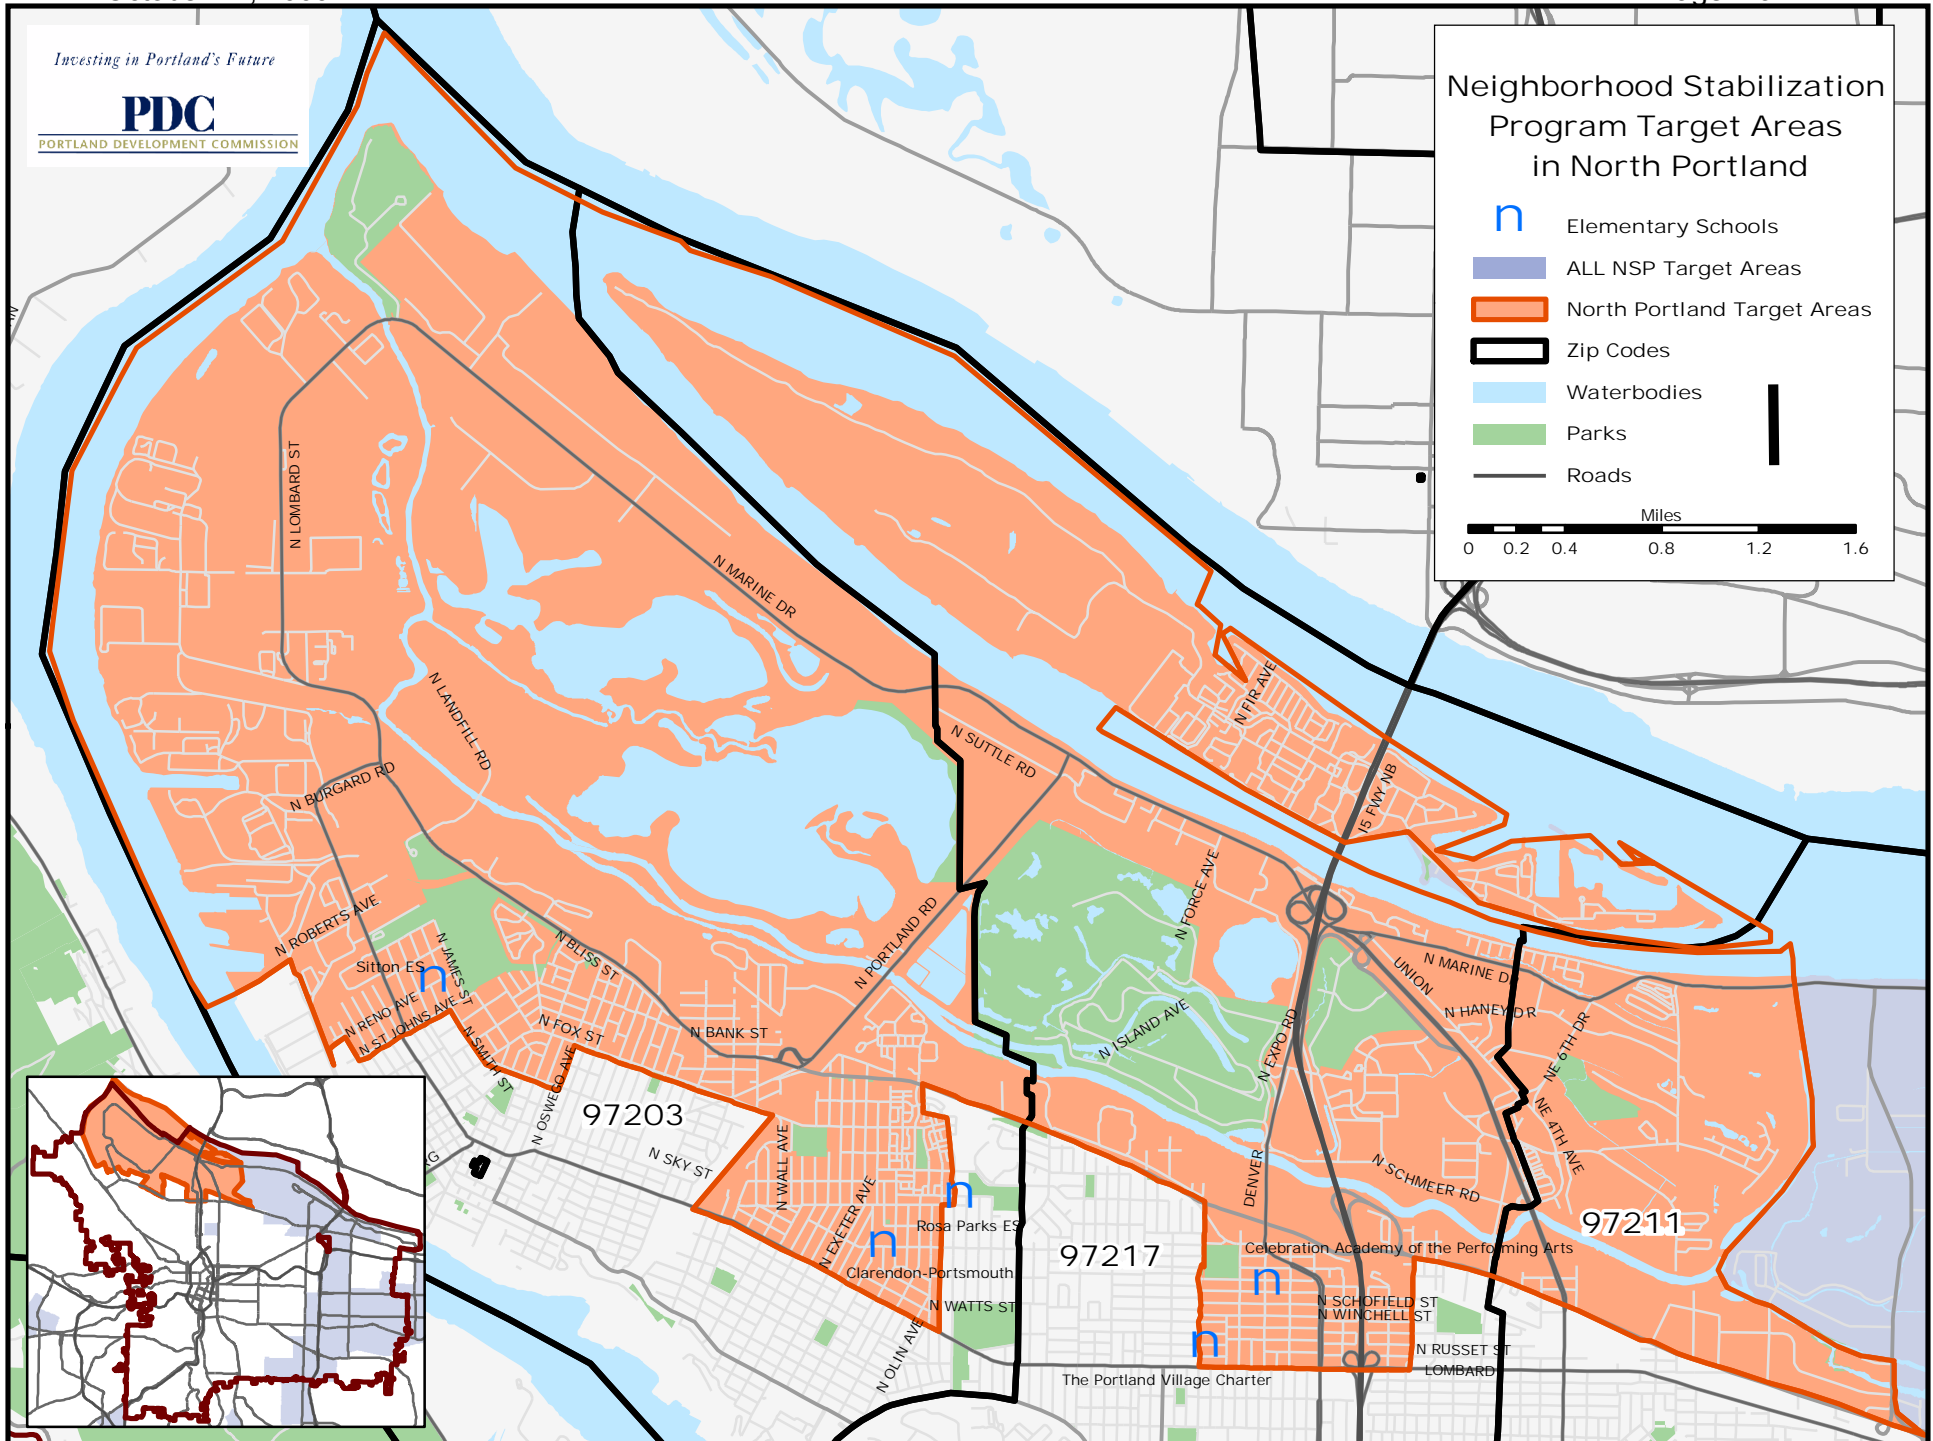 Investing in Portland's Future
PDC
PORTLAND DEVELOPMENT COMMISSION
Neighborhood Stabilization
Program Target Areas
in North Portland
n Elementary Schools
ALL NSP Target Areas
North Portland Target Areas
Zip Codes
Waterbodies
Parks
Roads
Miles
0 0.2 0.4 0.8 1.2 1.6
N LOMBARD ST
N MARINE DR
N LANDFILL RD
N FIR AVE
N SUTTLE RD
I5 FWY NB
N BURGARD RD
N FORCE AVE
N ROBERTS AVE
N PORTLAND RD
N JAMES ST
N BLISS ST
Sitton ES
n
UNION
N MARINE D
N RENO AVE
N ST JOHNS AVE
N HANEY DR
N FOX ST
N BANK ST
N ISLAND AVE
N EXPO RD
NE 6TH DR
N SMITH ST
N OSWEGO AVE
97203
NE 4TH AVE
N SKY ST
N WALL AVE
DENVER
N SCHMEER RD
RG
n
N EXETER AVE
Rosa Parks ES
97211
n
97217
Celebration Academy of the Performing Arts
Clarendon-Portsmouth
n
N WATTS ST
N SCHOFIELD ST
N WINCHELL ST
n
N OLIN AVE
N RUSSET ST
LOMBARD
The Portland Village Charter